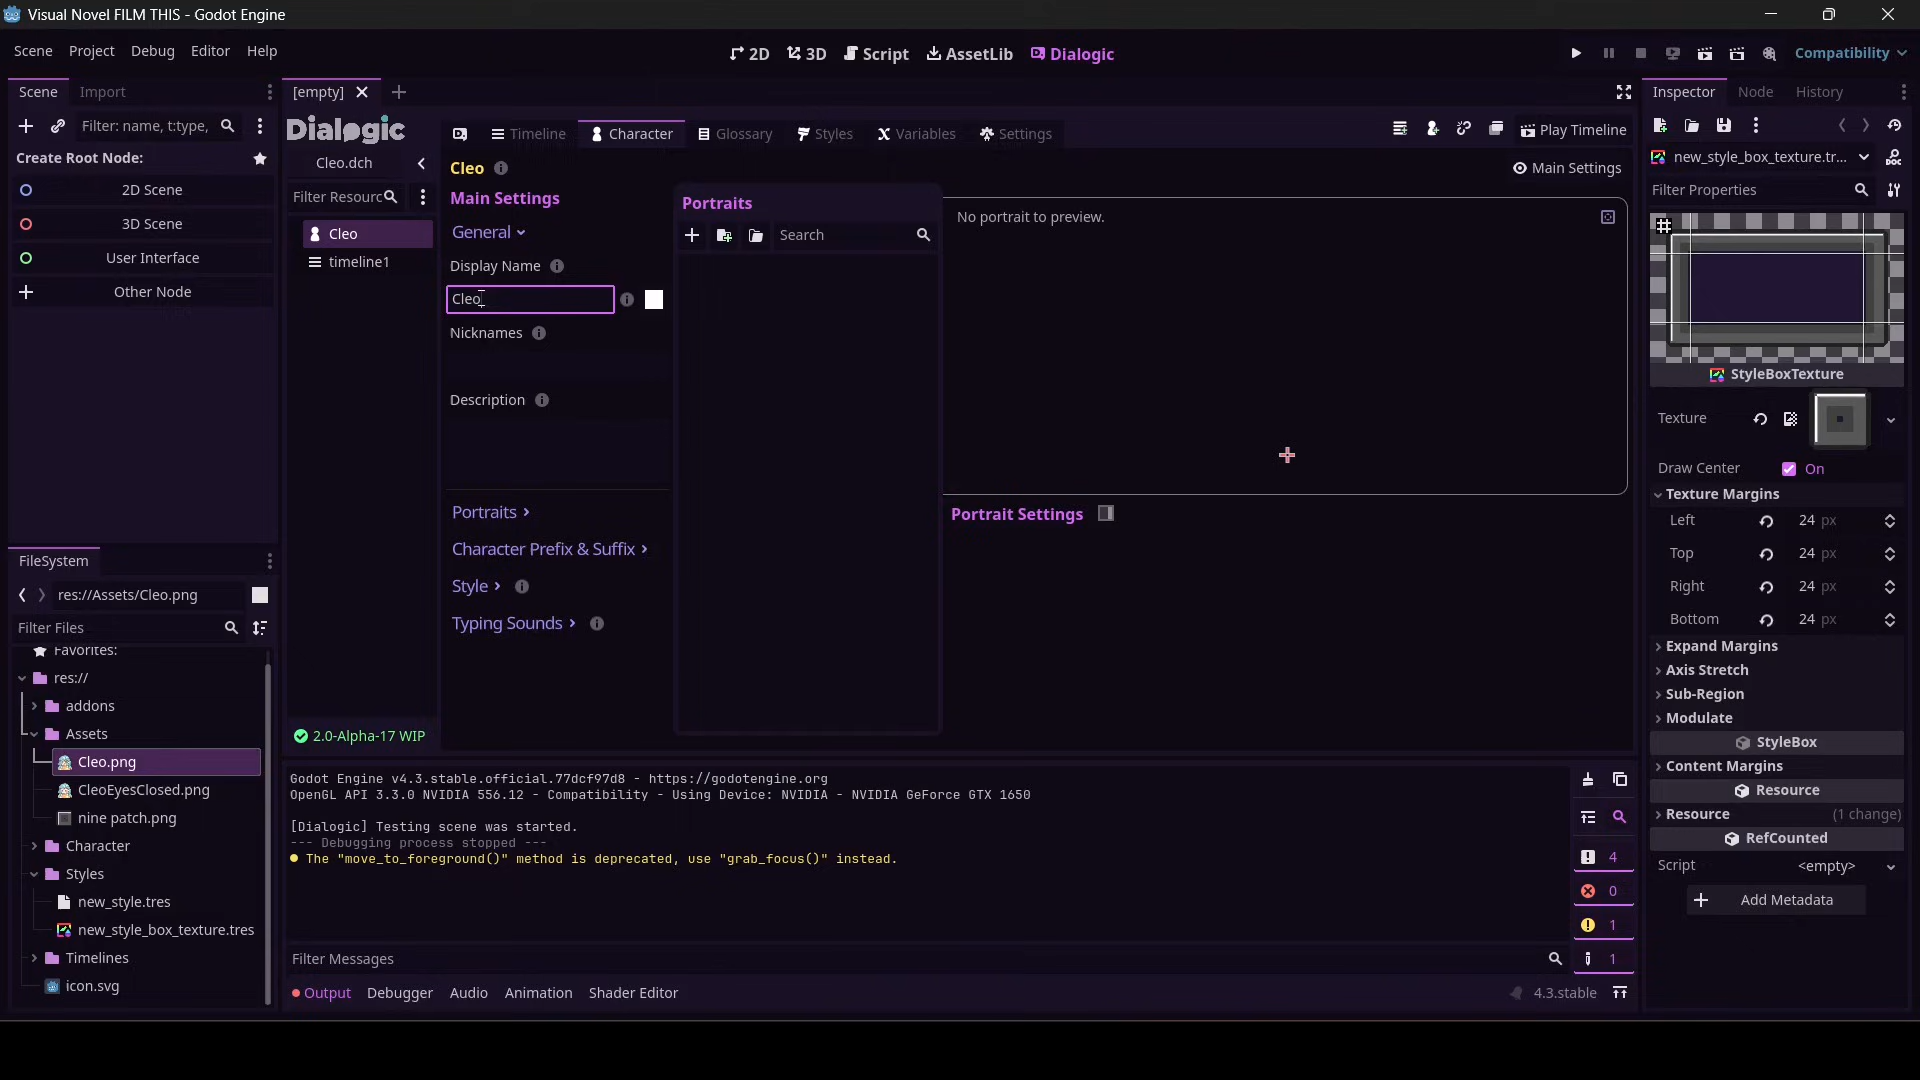 Visual Novel FILM THIS - Godot Engine
Scene Project Debug Editor Help
2D 3D Script AssetLib Dialogic
Compatibility
Scene Import
[empty]
Inspector Node History
Filter: name, t:type,
Dialogic
Timeline Character Glossary Styles Variables Settings
Play Timeline
Create Root Node:
Cleo.dch
Cleo
Main Settings
new_style_box_texture.tr...
2D Scene
3D Scene
User Interface
Other Node
Filter Resourc
Cleo
timeline1
Main Settings
General
Display Name
Cleo
Nicknames
Description
Portraits
Character Prefix & Suffix
Style
Typing Sounds
Portraits
Search
No portrait to preview.
Portrait Settings
Filter Properties
StyleBoxTexture
Texture
Draw Center On
Texture Margins
Left 24 px
Top 24 px
Right 24 px
Bottom 24 px
Expand Margins
Axis Stretch
Sub-Region
Modulate
StyleBox
Content Margins
Resource
Resource (1 change)
RefCounted
Script <empty>
Add Metadata
FileSystem
res://Assets/Cleo.png
Filter Files
Favorites:
res://
addons
Assets
Cleo.png
CleoEyesClosed.png
nine patch.png
Character
Styles
new_style.tres
new_style_box_texture.tres
Timelines
icon.svg
2.0-Alpha-17 WIP
Godot Engine v4.3.stable.official.77dcf97d8 - https://godotengine.org
OpenGL API 3.3.0 NVIDIA 556.12 - Compatibility - Using Device: NVIDIA - NVIDIA GeForce GTX 1650
[Dialogic] Testing scene was started.
--- Debugging process stopped ---
The "move_to_foreground()" method is deprecated, use "grab_focus()" instead.
4
0
1
1
Filter Messages
Output Debugger Audio Animation Shader Editor
4.3.stable